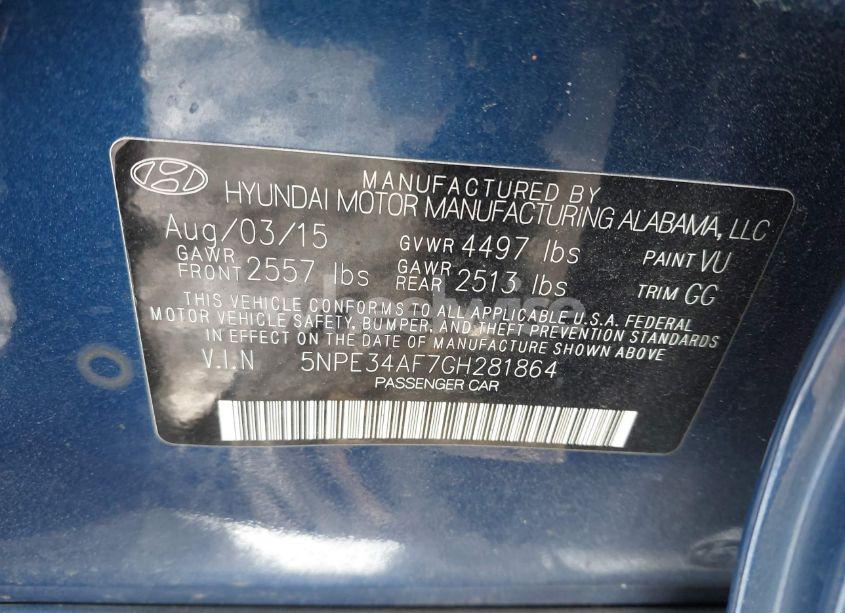 MANUFACTURED BY
HYUNDAI MOTOR MANUFACTURING ALABAMA, LLC
Aug/03/15 GVWR 4497 lbs PAINT VU
GAWR FRONT 2557 lbs GAWR REAR 2513 lbs TRIM GG
THIS VEHICLE CONFORMS TO ALL APPLICABLE U.S.A. FEDERAL
MOTOR VEHICLE SAFETY, BUMPER, AND THEFT PREVENTION STANDARDS
IN EFFECT ON THE DATE OF MANUFACTURE SHOWN ABOVE.
V.I.N 5NPE34AF7GH281864
PASSENGER CAR